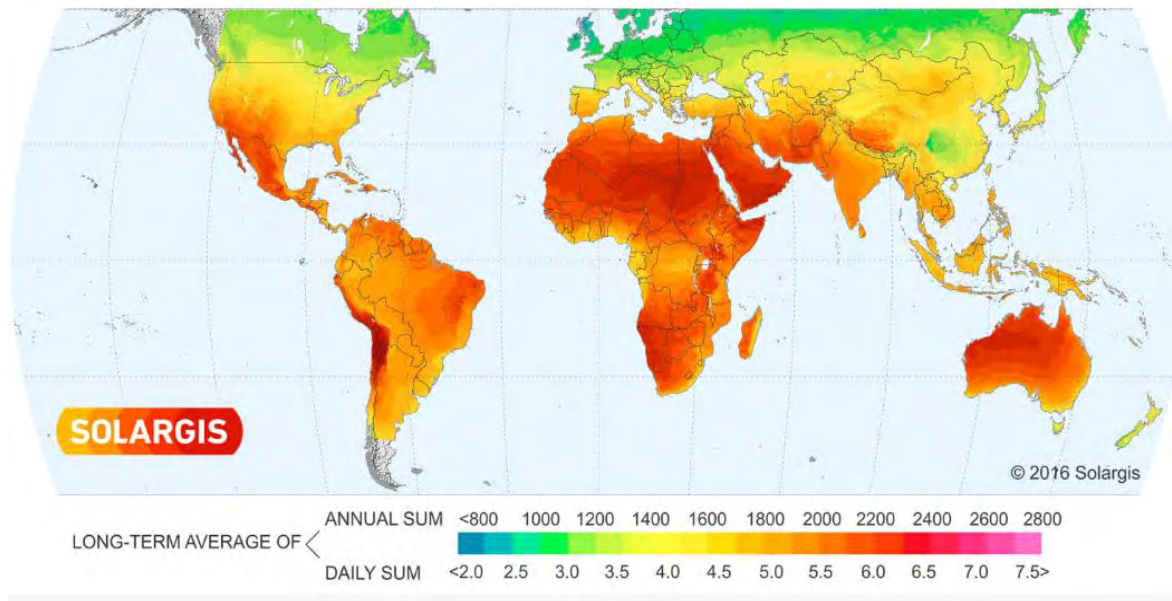 SOLARGIS
© 2016 Solargis
LONG-TERM AVERAGE OF
ANNUAL SUM <800 1000 1200 1400 1600 1800 2000 2200 2400 2600 2800
DAILY SUM <2.0 2.5 3.0 3.5 4.0 4.5 5.0 5.5 6.0 6.5 7.0 7.5>